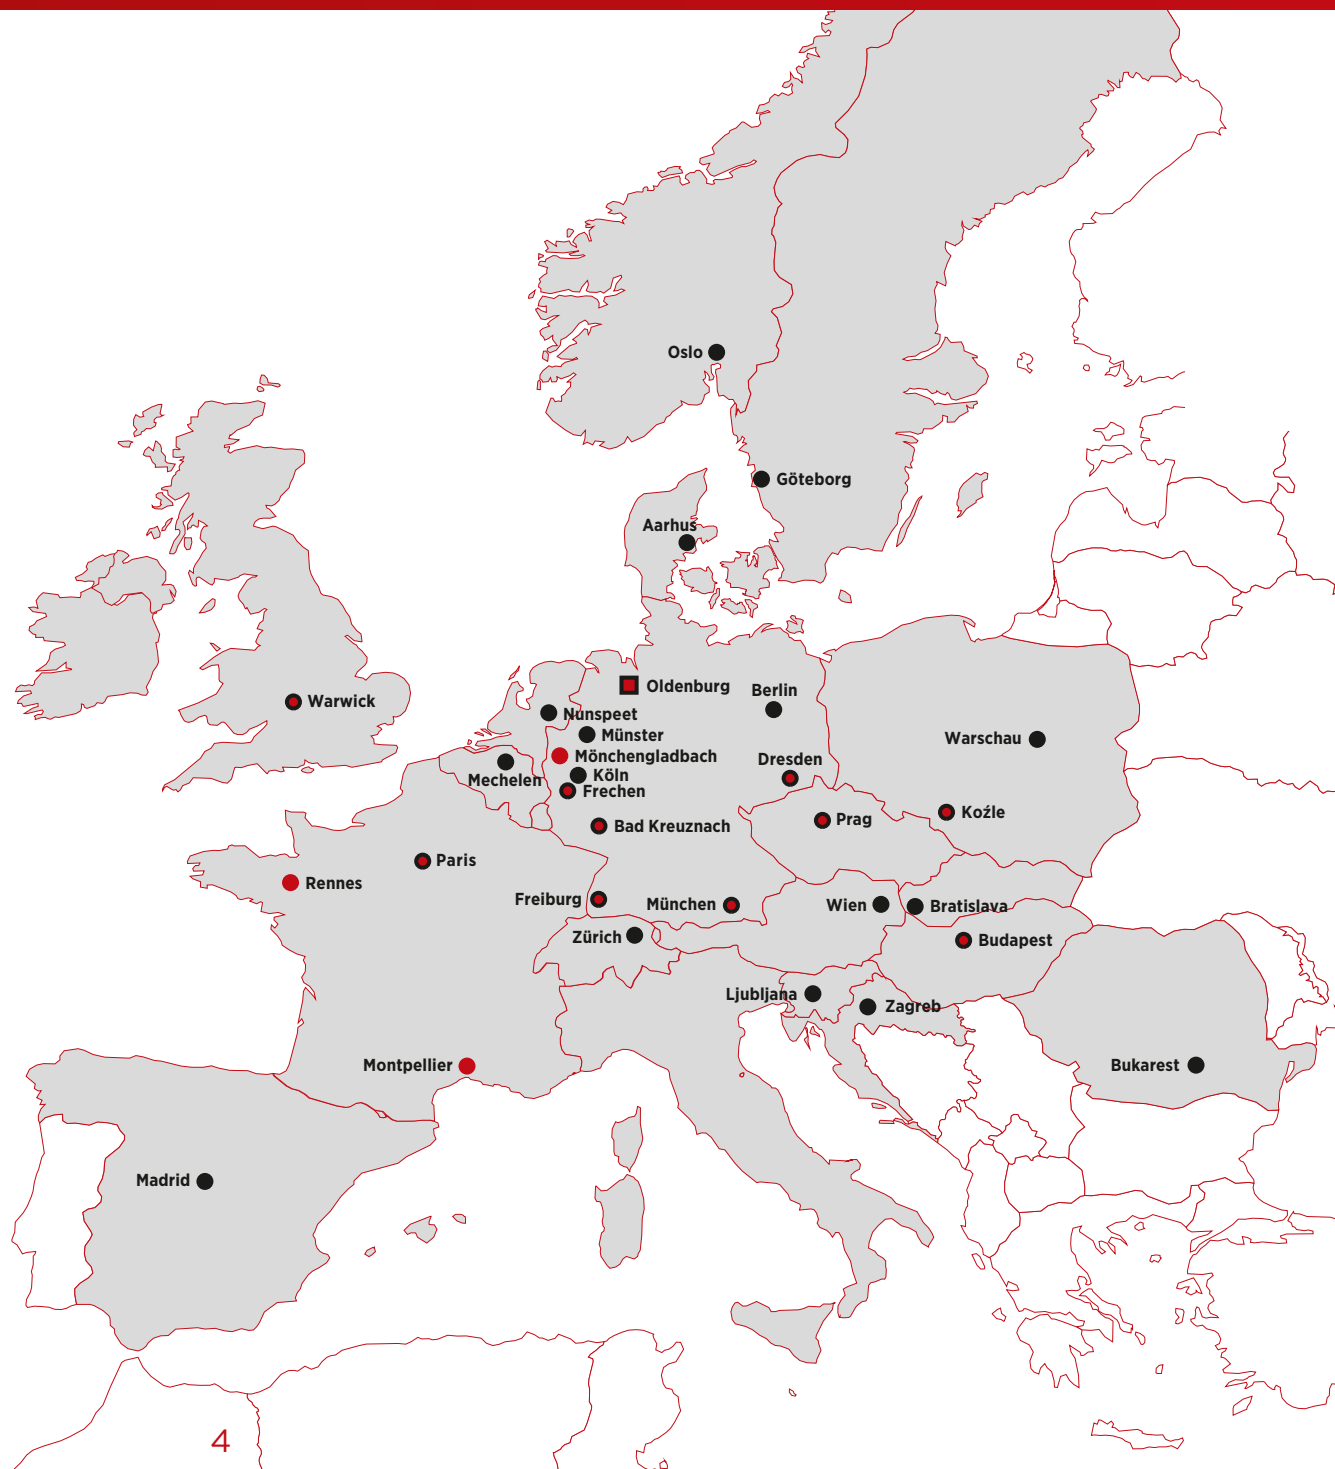 Oslo
Göteborg
Aarhus
Warwick
Oldenburg
Berlin
Nunspeet
Münster
Warschau
Mönchengladbach
Dresden
Mechelen
Köln
Frechen
Koźle
Prag
Bad Kreuznach
Paris
Rennes
Freiburg
München
Wien
Bratislava
Zürich
Budapest
Ljubljana
Zagreb
Montpellier
Bukarest
Madrid
4